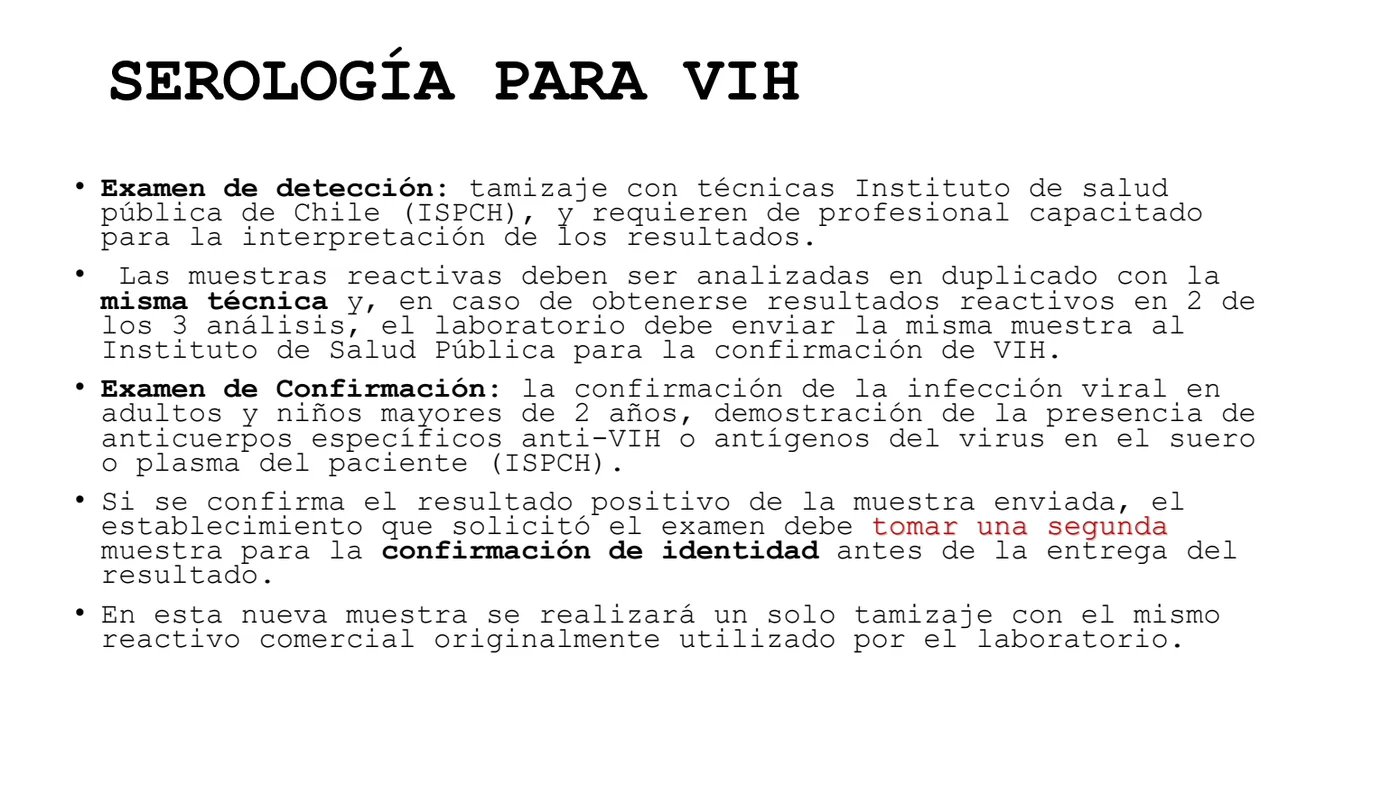 SEROLOGÍA PARA VIH
• Examen de detección: tamizaje con técnicas Instituto de salud
pública de Chile (ISPCH), y requieren de profesional capacitado
para la interpretación de los resultados.
• Las muestras reactivas deben ser analizadas en duplicado con la
misma técnica y, en caso de obtenerse resultados reactivos en 2 de
los 3 análisis, el laboratorio debe enviar la misma muestra al
Instituto de Salud Pública para la confirmación de VIH.
• Examen de Confirmación: la confirmación de la infección viral en
adultos y niños mayores de 2 años, demostración de la presencia de
anticuerpos específicos anti-VIH o antígenos del virus en el suero
o plasma del paciente (ISPCH).
• Si se confirma el resultado positivo de la muestra enviada, el
establecimiento que solicitó el examen debe tomar una segunda
muestra para la confirmación de identidad antes de la entrega del
resultado.
• En esta nueva muestra se realizará un solo tamizaje con el mismo
reactivo comercial originalmente utilizado por el laboratorio.